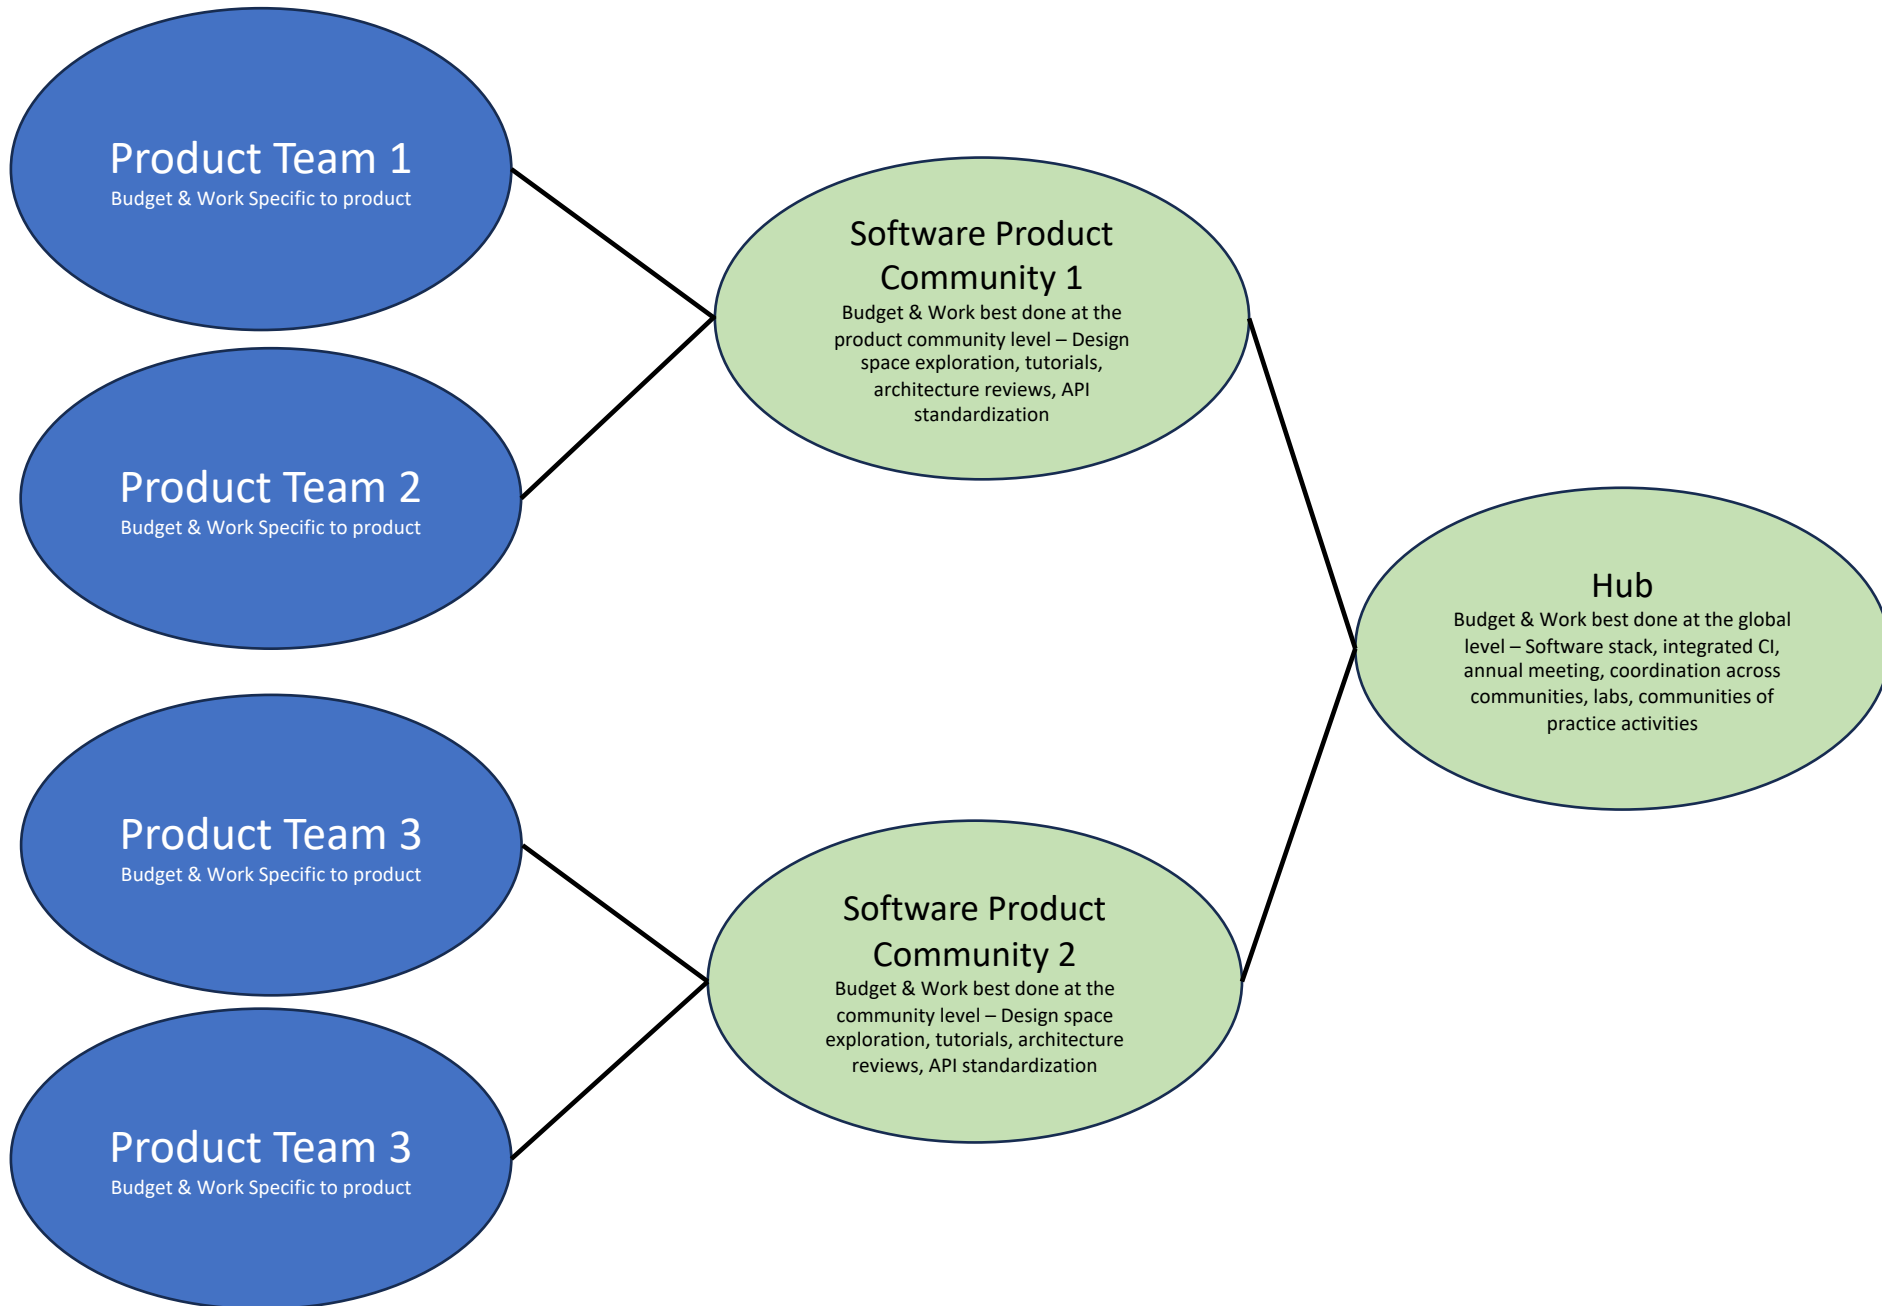 Product Team 1
Budget & Work Specific to product
Product Team 2
Budget & Work Specific to product
Product Team 3
Budget & Work Specific to product
Product Team 3
Budget & Work Specific to product
Software Product
Community 1
Budget & Work best done at the
product community level – Design
space exploration, tutorials,
architecture reviews, API
standardization
Software Product
Community 2
Budget & Work best done at the
community level – Design space
exploration, tutorials, architecture
reviews, API standardization
Hub
Budget & Work best done at the global
level – Software stack, integrated CI,
annual meeting, coordination across
communities, labs, communities of
practice activities